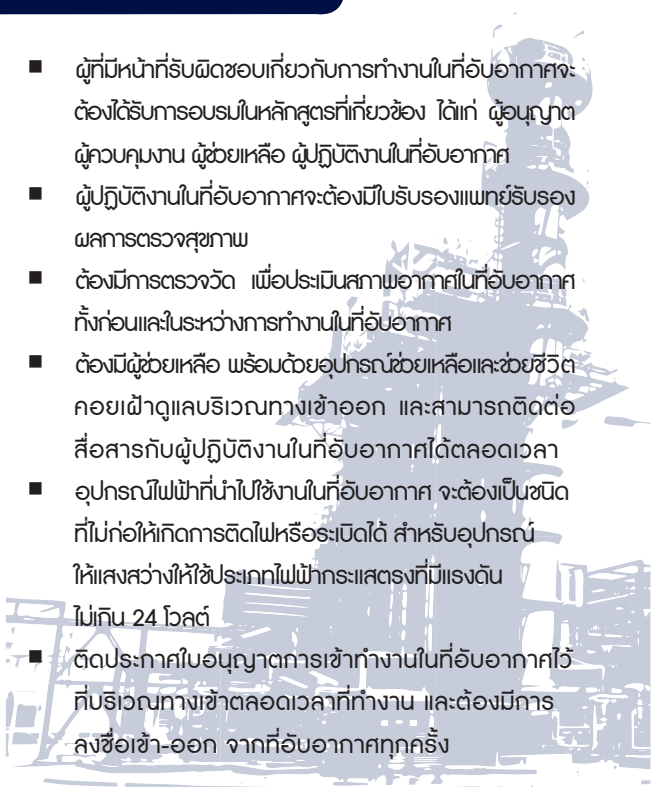 ■ ผู้ที่มีหน้าที่รับผิดชอบเกี่ยวกับการทำงานในที่อับอากาศจะ
ต้องได้รับการอบรมในหลักสูตรที่เกี่ยวข้อง ได้แก่ ผู้อนุญาต
ผู้ควบคุมงาน ผู้ช่วยเหลือ ผู้ปฏิบัติงานในที่อับอากาศ
■ ผู้ปฏิบัติงานในที่อับอากาศจะต้องมีใบรับรองแพทย์รับรอง
ผลการตรวจสุขภาพ
■ ต้องมีการตรวจวัด เพื่อประเมินสภาพอากาศในที่อับอากาศ
ทั้งก่อนและในระหว่างการทำงานในที่อับอากาศ
■ ต้องมีผู้ช่วยเหลือ พร้อมด้วยอุปกรณ์ช่วยเหลือและช่วยชีวิต
คอยเฝ้าดูแลบริเวณทางเข้าออก และสามารถติดต่อ
สื่อสารกับผู้ปฏิบัติงานในที่อับอากาศได้ตลอดเวลา
■ อุปกรณ์ไฟฟ้าที่นำไปใช้งานในที่อับอากาศ จะต้องเป็นชนิด
ที่ไม่ก่อให้เกิดการติดไฟหรือระเบิดได้ สำหรับอุปกรณ์
ให้แสงสว่างให้ใช้ประเภทไฟฟ้ากระแสตรงที่มีแรงดัน
ไม่เกิน 24 โวลต์
■ ติดประกาศใบอนุญาตการเข้าทำงานในที่อับอากาศไว้
ที่บริเวณทางเข้าตลอดเวลาที่ทำงาน และต้องมีการ
ลงชื่อเข้า-ออก จากที่อับอากาศทุกครั้ง